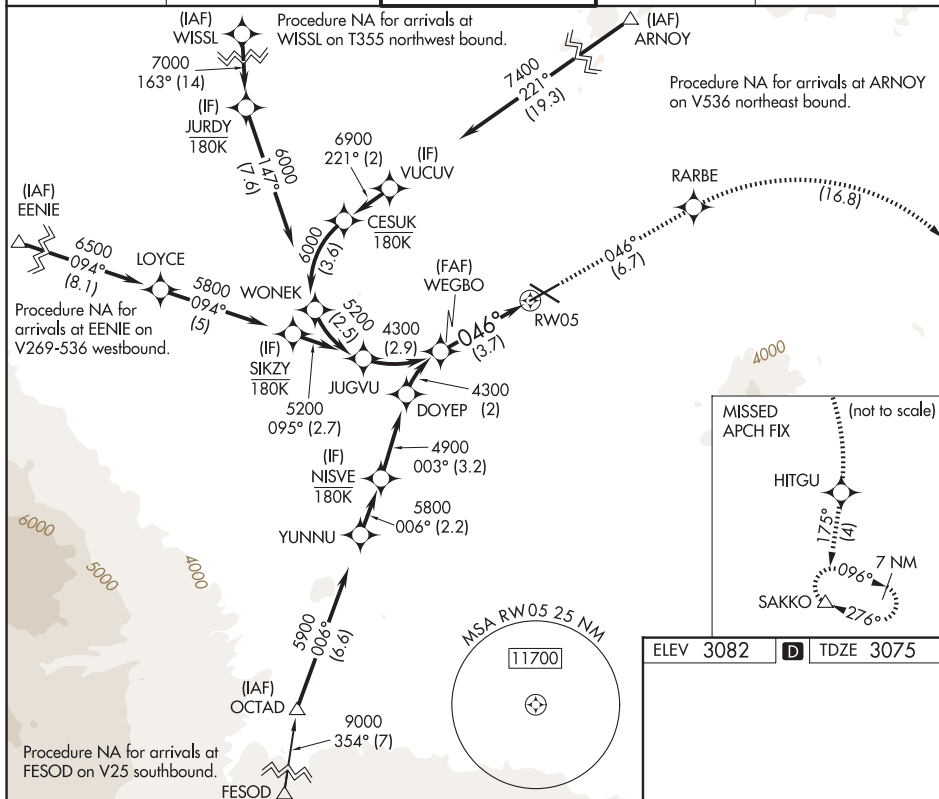 (IAF)
WISSL
Procedure NA for arrivals at
WISSL on T355 northwest bound.
(IAF)
ARNOY
7000
163° (14)
7400
221°
(19.3)
Procedure NA for arrivals at ARNOY
on V536 northeast bound.
(IF)
JURDY
180K
6900
221° (2)
(IF)
VUCUV
6000
147°
(7.6)
CESUK
180K
RARBE
(16.8)
(IAF)
EENIE
6500
094°
(8.1)
LOYCE
5800
094°
(5)
6000
(3.6)
046°
(6.7)
WONEK
(FAF)
WEGBO
Procedure NA for
arrivals at EENIE on
V269-536 westbound.
5200
(2.5)
4300
(2.9)
046°
(3.7)
RW05
(IF)
SIKZY
180K
JUGVU
4000
5200
095° (2.7)
DOYEP
4300
(2)
4900
003° (3.2)
(IF)
NISVE
180K
5800
006° (2.2)
YUNNU
MISSED
APCH FIX
(not to scale)
HITGU
175°
(4)
7 NM
096°
SAKKO
276°
6000
5000
4000
5900
006°
(6.6)
MSA RW05 25 NM
11700
ELEV 3082
D
TDZE 3075
(IAF)
OCTAD
9000
354° (7)
Procedure NA for arrivals at
FESOD on V25 southbound.
FESOD